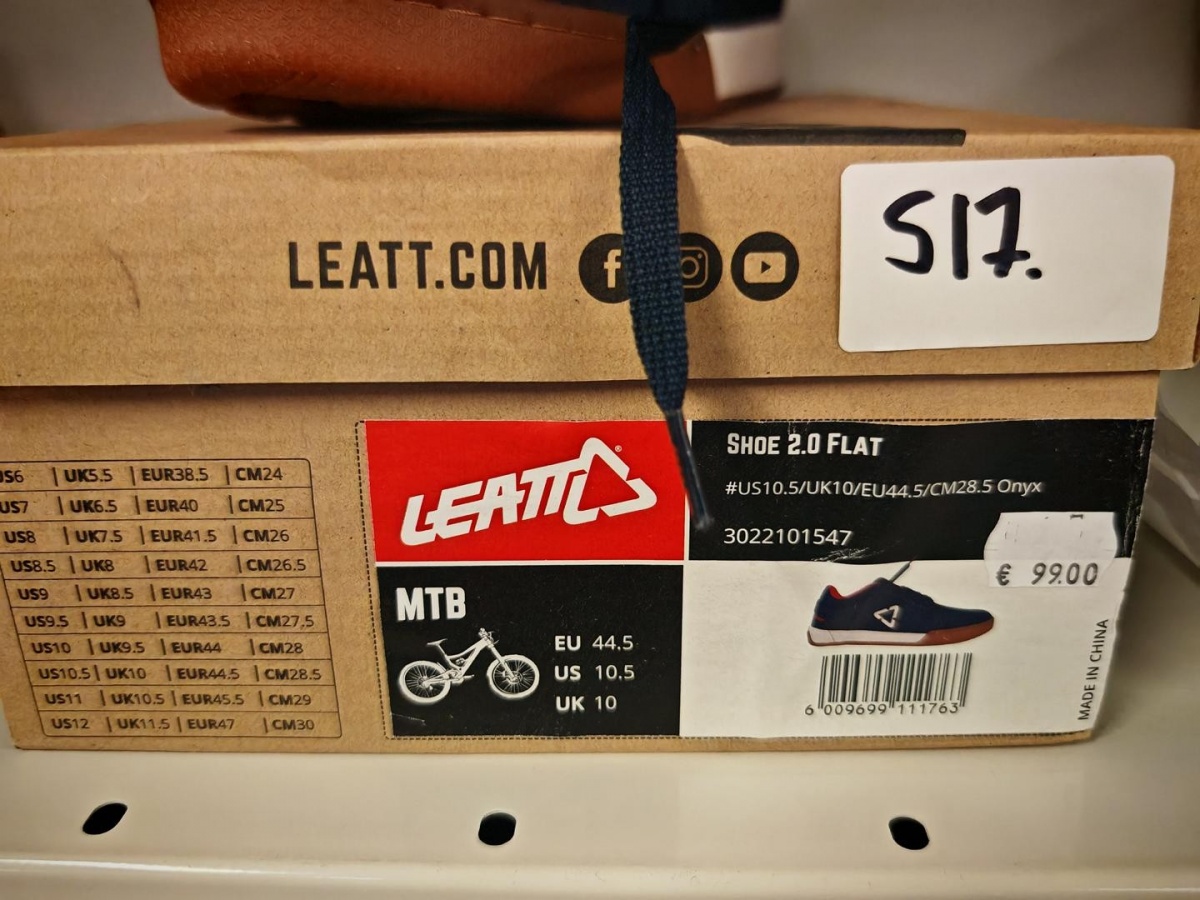 LEATT.COM
S17.
US6 | UK5.5 | EUR38.5 | CM24
US7 | UK6.5 | EUR40 | CM25
US8 | UK7.5 | EUR41.5 | CM26
US8.5 | UK8 | EUR42 | CM26.5
US9 | UK8.5 | EUR43 | CM27
US9.5 | UK9 | EUR43.5 | CM27.5
US10 | UK9.5 | EUR44 | CM28
US10.5 | UK10 | EUR44.5 | CM28.5
US11 | UK10.5 | EUR45.5 | CM29
US12 | UK11.5 | EUR47 | CM30
LEATT®
SHOE 2.0 FLAT
#US10.5/UK10/EU44.5/CM28.5 Onyx
3022101547
€ 99.00
MTB
EU 44.5
US 10.5
UK 10
6 009699 111763
MADE IN CHINA